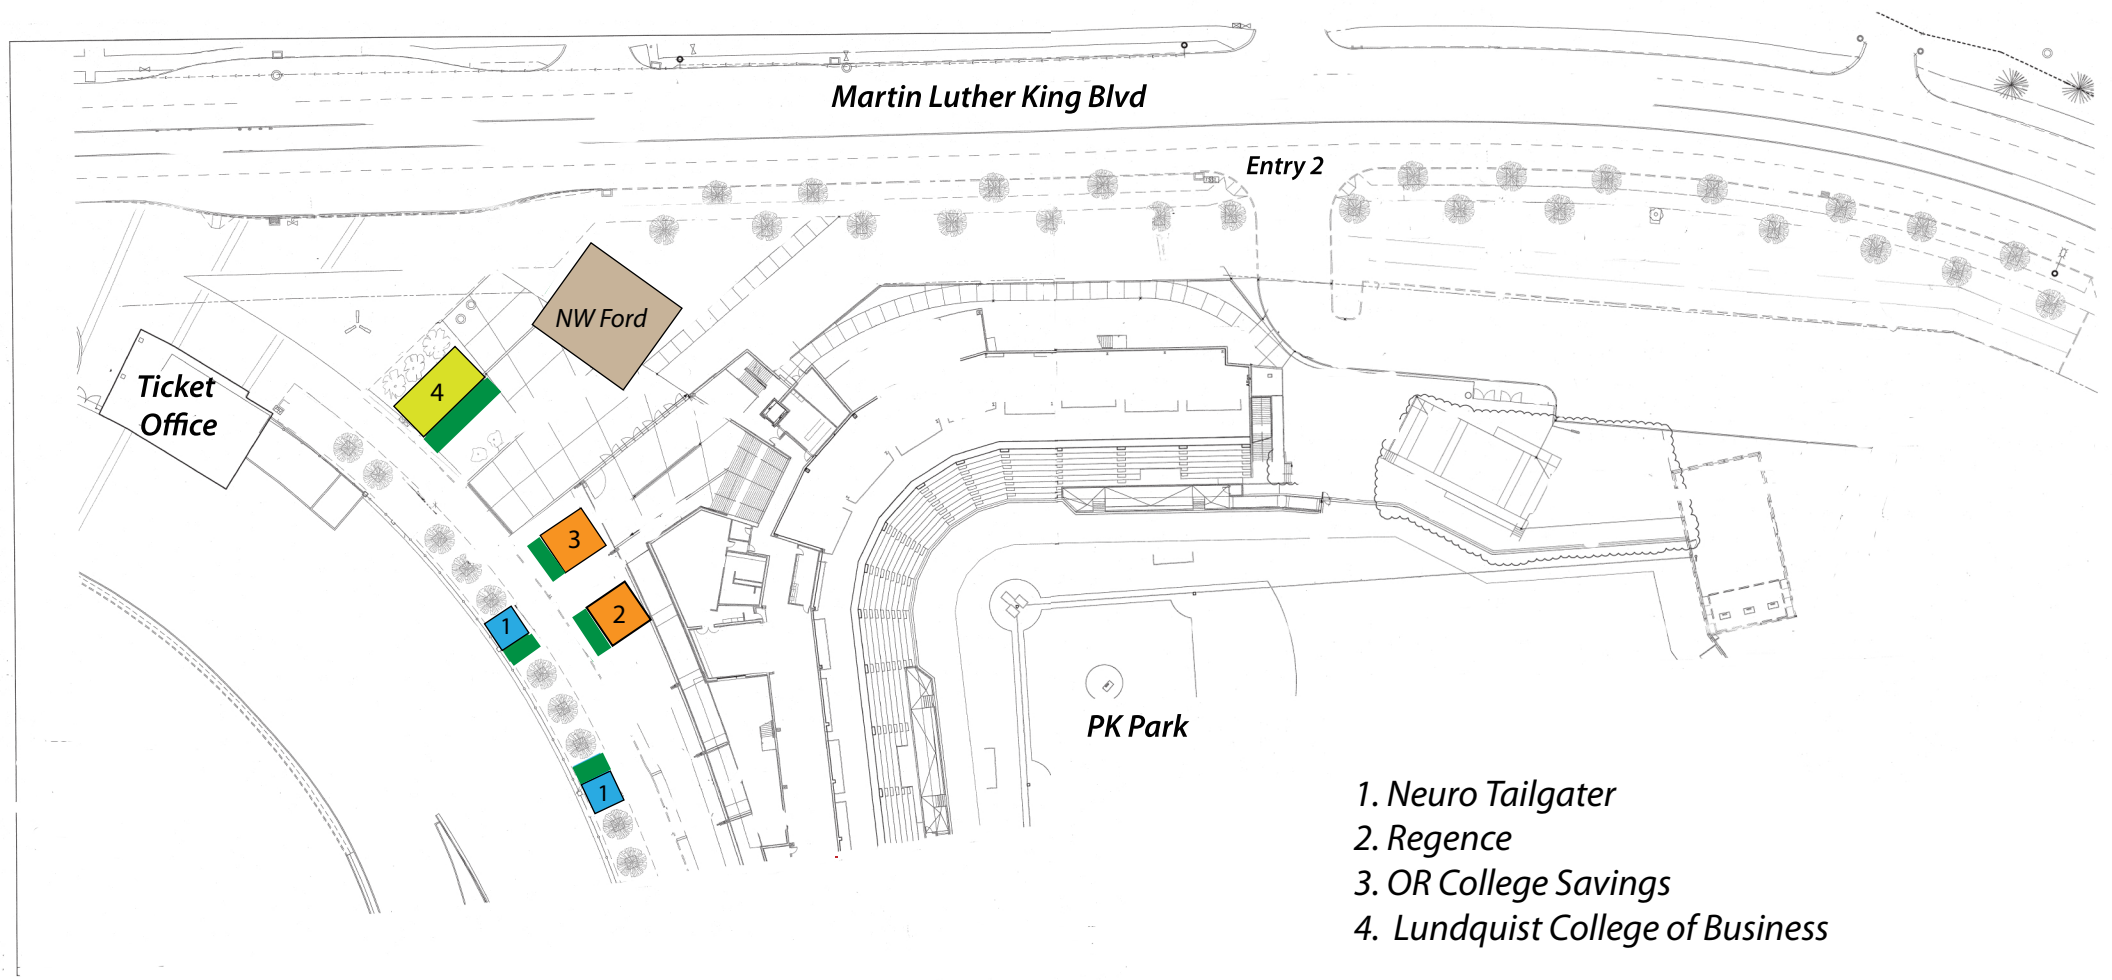 Martin Luther King Blvd
Entry 2
NW Ford
Ticket
Office
4
3
2
1
1
PK Park
1. Neuro Tailgater
2. Regence
3. OR College Savings
4. Lundquist College of Business